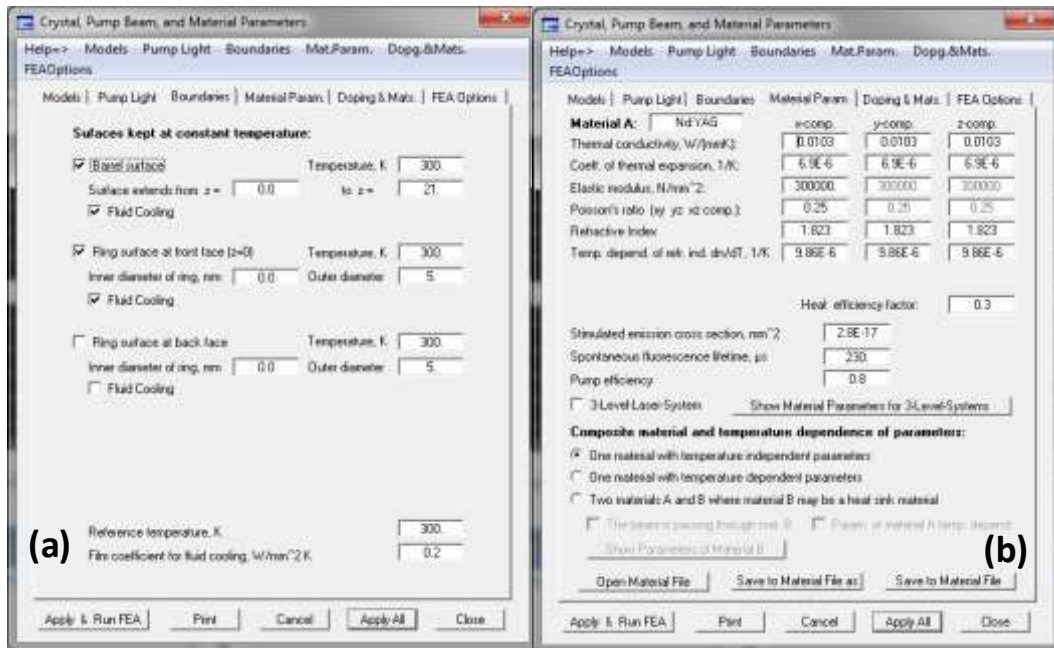 Crystal, Pump Beam, and Material Parameters
Help=> Models Pump Light Boundaries Mat.Param. Dopg.&Mats.
FEAOptions
Models Pump Light Boundaries Material Param. Doping & Mats. FEA Options
Sufaces kept at constant temperature:
Barrel surface Temperature, K 300.
Surface extends from z = 0.0 to z = 21.
Fluid Cooling
Ring surface at front face (z=0) Temperature, K 300.
Inner diameter of ring, mm 0.0 Outer diameter 5.
Fluid Cooling
Ring surface at back face Temperature, K 300.
Inner diameter of ring, mm 0.0 Outer diameter 5.
Fluid Cooling
Reference temperature, K 300.
Film coefficient for fluid cooling, W/mm^2 K 0.2
(a)
Apply & Run FEA Print Cancel Apply All Close
Crystal, Pump Beam, and Material Parameters
Help=> Models Pump Light Boundaries Mat.Param. Dopg.&Mats.
FEAOptions
Models Pump Light Boundaries Material Param. Doping & Mats. FEA Options
Material A: Nd:YAG x-comp. y-comp. z-comp.
Thermal conductivity, W/(mmK): 0.0103 0.0103 0.0103
Coeff. of thermal expansion, 1/K: 6.9E-6 6.9E-6 6.9E-6
Elastic modulus, N/mm^2: 300000. 300000. 300000.
Poisson's ratio (xy yz xz comp.): 0.25 0.25 0.25
Refractive Index 1.823 1.823 1.823
Temp. depend. of refr. ind. dn/dT, 1/K 9.86E-6 9.86E-6 9.86E-6
Heat efficiency factor: 0.3
Stimulated emission cross section, mm^2 2.8E-17
Spontaneous fluorescence lifetime, µs 230.
Pump efficiency 0.8
3-Level-Laser-System Show Material Parameters for 3-Level-Systems
Composite material and temperature dependence of parameters:
One material with temperature independent parameters
One material with temperature dependent parameters
Two materials A and B where material B may be a heat sink material
The beam is passing through mat. B Param. of material A temp. depend.
Show Parameters of Material B
(b)
Open Material File Save to Material File as Save to Material File
Apply & Run FEA Print Cancel Apply All Close